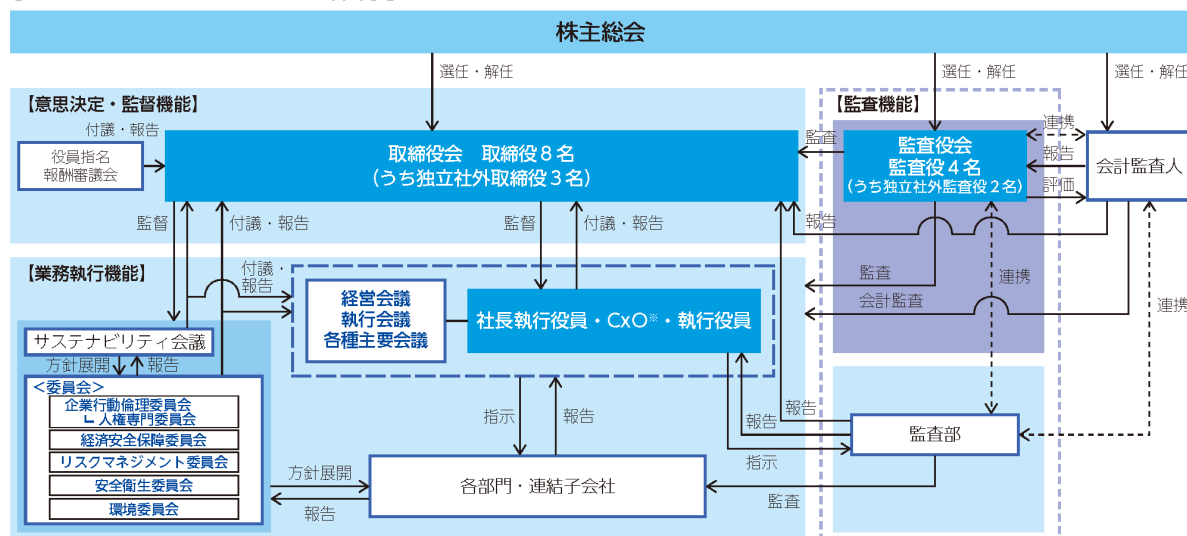 株主総会
選任・解任
選任・解任
選任・解任
【意思決定・監督機能】
【監査機能】
付議・報告
役員指名
報酬審議会
取締役会　取締役８名
（うち独立社外取締役３名）
監査
監査役会
監査役４名
（うち独立社外監査役２名）
連携
報告
評価
会計監査人
監督
付議・報告
監督
付議・報告
報告
【業務執行機能】
付議・
報告
監査
会計監査
連携
連携
経営会議
執行会議
各種主要会議
社長執行役員・CxO※・執行役員
サステナビリティ会議
方針展開
報告
＜委員会＞
企業行動倫理委員会
┗ 人権専門委員会
経済安全保障委員会
リスクマネジメント委員会
安全衛生委員会
環境委員会
指示
報告
報告
報告
指示
監査部
方針展開
報告
各部門・連結子会社
監査